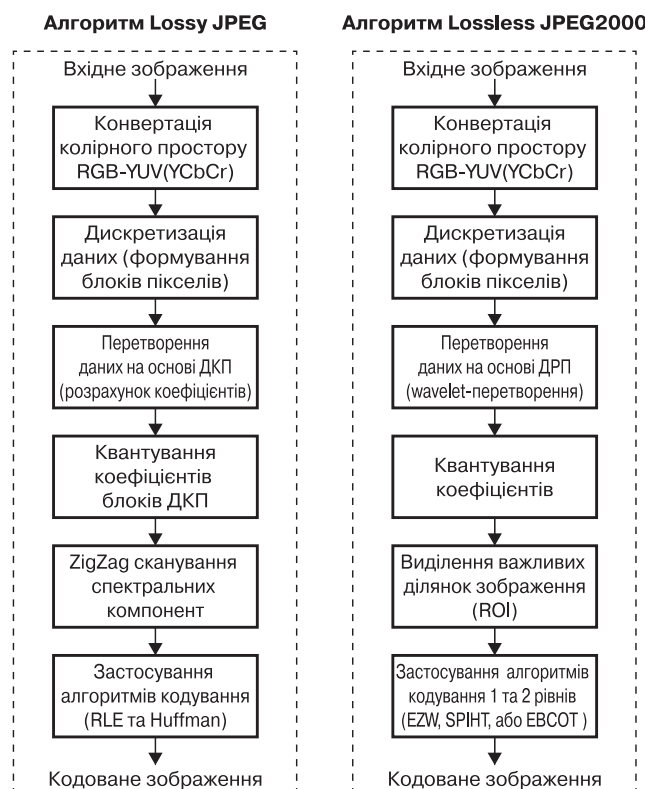 Алгоритм Lossy JPEG
Вхідне зображення
Конвертація
колірного простору
RGB-YUV(YCbCr)
Дискретизація
даних (формування
блоків пікселів)
Перетворення
даних на основі ДКП
(розрахунок коефіцієнтів)
Квантування
коефіцієнтів
блоків ДКП
ZigZag сканування
спектральних
компонент
Застосування
алгоритмів кодування
(RLE та Huffman)
Кодоване зображення
Алгоритм Lossless JPEG2000
Вхідне зображення
Конвертація
колірного простору
RGB-YUV(YCbCr)
Дискретизація
даних (формування
блоків пікселів)
Перетворення
даних на основі ДРП
(wavelet-перетворення)
Квантування
коефіцієнтів
Виділення важливих
ділянок зображення
(ROI)
Застосування алгоритмів
кодування 1 та 2 рівнів
(EZW, SPIHT, або EBCOT )
Кодоване зображення